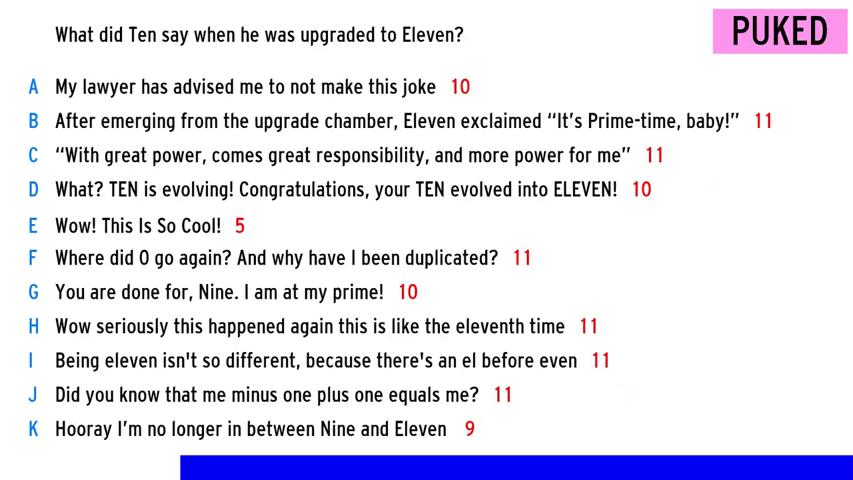 What did Ten say when he was upgraded to Eleven?
PUKED
A My lawyer has advised me to not make this joke 10
B After emerging from the upgrade chamber, Eleven exclaimed “It’s Prime-time, baby!” 11
C “With great power, comes great responsibility, and more power for me” 11
D What? TEN is evolving! Congratulations, your TEN evolved into ELEVEN! 10
E Wow! This Is So Cool! 5
F Where did 0 go again? And why have I been duplicated? 11
G You are done for, Nine. I am at my prime! 10
H Wow seriously this happened again this is like the eleventh time 11
I Being eleven isn't so different, because there's an el before even 11
J Did you know that me minus one plus one equals me? 11
K Hooray I’m no longer in between Nine and Eleven 9